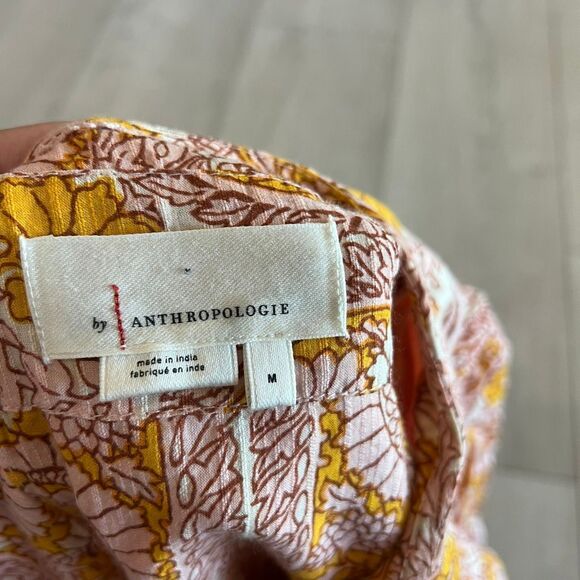 by ANTHROPOLOGIE
made in india
fabriqué en inde
M